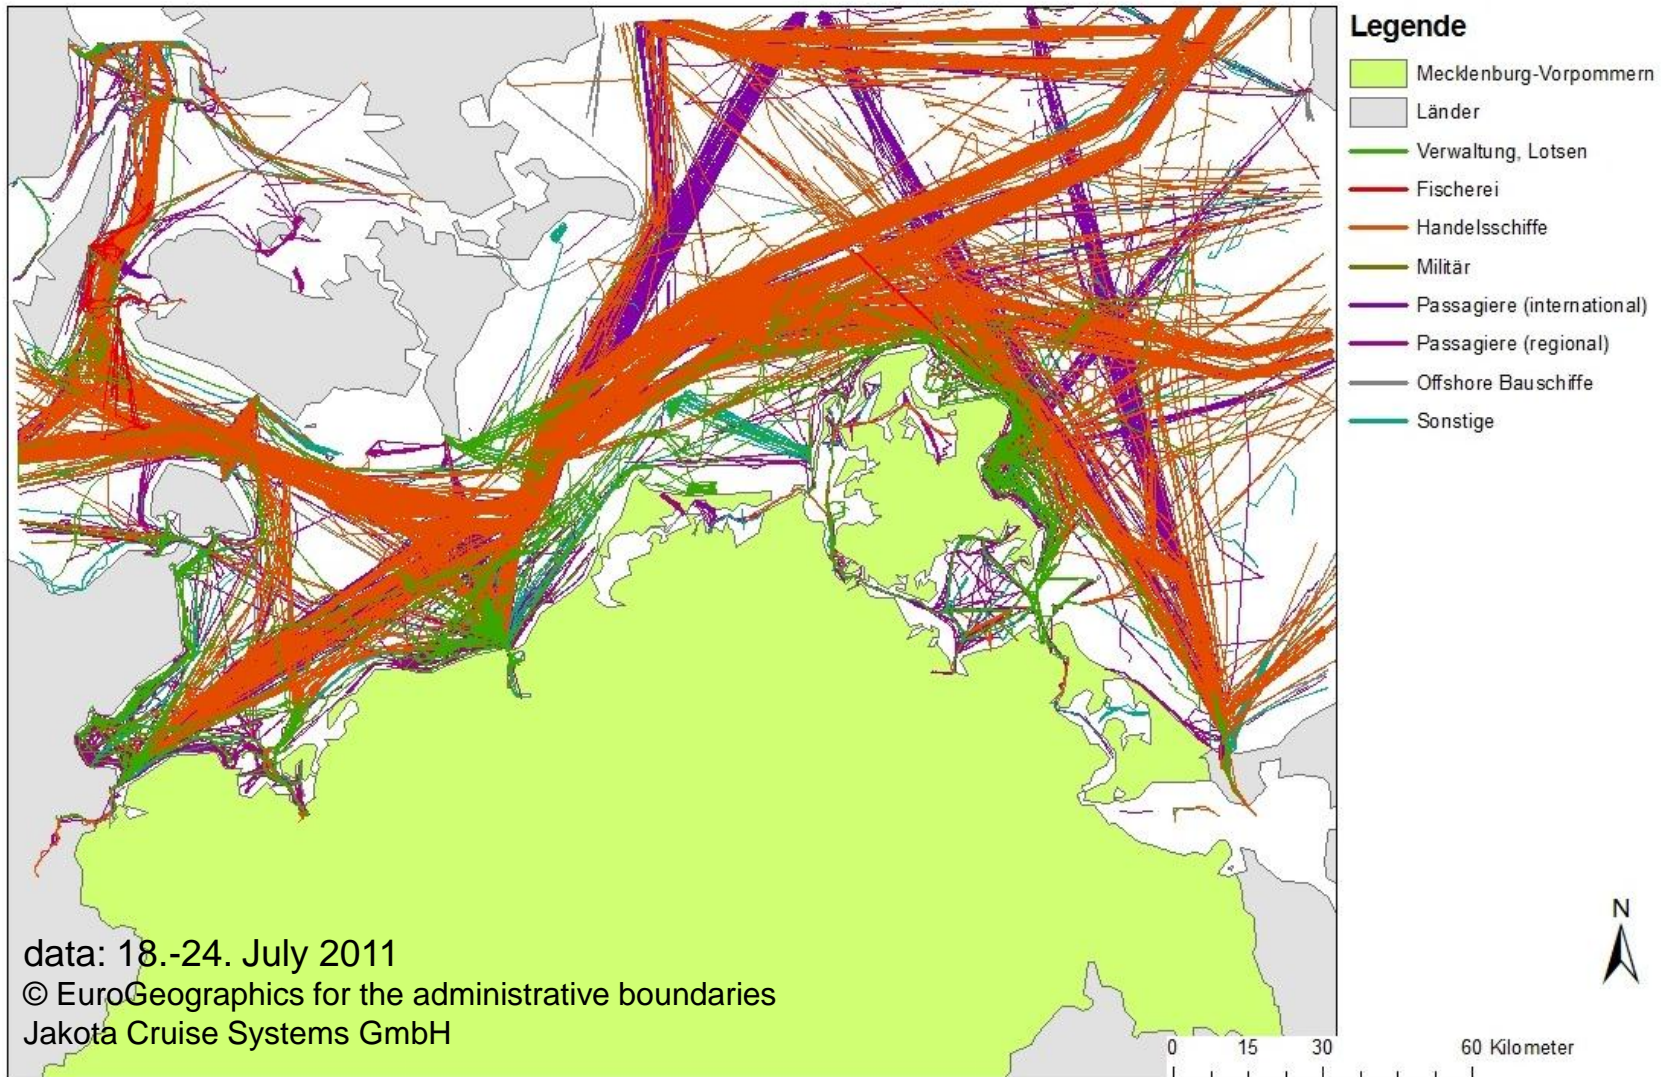 Legende
Mecklenburg-Vorpommern
Länder
Verwaltung, Lotsen
Fischerei
Handelsschiffe
Militär
Passagiere (international)
Passagiere (regional)
Offshore Bauschiffe
Sonstige
N
data: 18.-24. July 2011
© EuroGeographics for the administrative boundaries
Jakota Cruise Systems GmbH
0 15 30 60 Kilometer